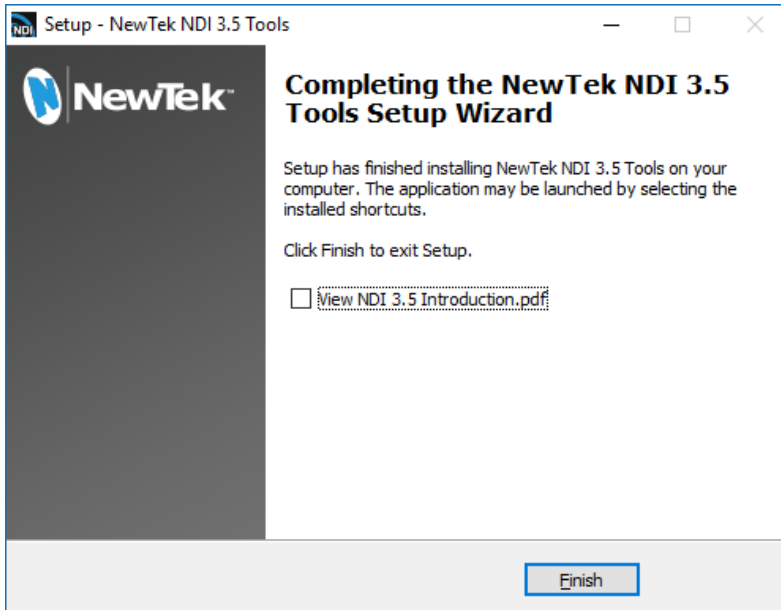 Setup - NewTek NDI 3.5 Tools
NewTek™
Completing the NewTek NDI 3.5
Tools Setup Wizard
Setup has finished installing NewTek NDI 3.5 Tools on your
computer. The application may be launched by selecting the
installed shortcuts.
Click Finish to exit Setup.
View NDI 3.5 Introduction.pdf
Finish